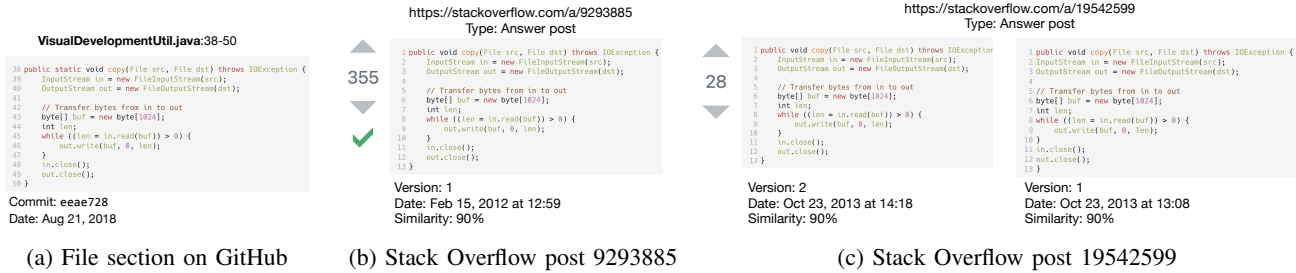 VisualDevelopmentUtil.java:38-50
38 public static void copy(File src, File dst) throws IOException {
39 InputStream in = new FileInputStream(src);
40 OutputStream out = new FileOutputStream(dst);
41
42 // Transfer bytes from in to out
43 byte[] buf = new byte[1024];
44 int len;
45 while ((len = in.read(buf)) > 0) {
46 out.write(buf, 0, len);
47 }
48 in.close();
49 out.close();
50 }
Commit: eeae728
Date: Aug 21, 2018
(a) File section on GitHub
https://stackoverflow.com/a/9293885
Type: Answer post
355
1 public void copy(File src, File dst) throws IOException {
2 InputStream in = new FileInputStream(src);
3 OutputStream out = new FileOutputStream(dst);
4
5 // Transfer bytes from in to out
6 byte[] buf = new byte[1024];
7 int len;
8 while ((len = in.read(buf)) > 0) {
9 out.write(buf, 0, len);
10 }
11 in.close();
12 out.close();
13 }
Version: 1
Date: Feb 15, 2012 at 12:59
Similarity: 90%
(b) Stack Overflow post 9293885
https://stackoverflow.com/a/19542599
Type: Answer post
28
1 public void copy(File src, File dst) throws IOException
2 InputStream in = new FileInputStream(src);
3 OutputStream out = new FileOutputStream(dst);
4
5 // Transfer bytes from in to out
6 byte[] buf = new byte[1024];
7 int len;
8 while ((len = in.read(buf)) > 0) {
9 out.write(buf, 0, len);
10 }
11 in.close();
12 out.close();
13 }
Version: 2
Date: Oct 23, 2013 at 14:18
Similarity: 90%
1 public void copy(File src, File dst) throws IOException {
2 InputStream in = new FileInputStream(src);
3 OutputStream out = new FileOutputStream(dst);
4
5 // Transfer bytes from in to out
6 byte[] buf = new byte[1024];
7 int len;
8 while ((len = in.read(buf)) > 0) {
9 out.write(buf, 0, len);
10 }
11 in.close();
12 out.close();
13 }
Version: 1
Date: Oct 23, 2013 at 13:08
Similarity: 90%
(c) Stack Overflow post 19542599